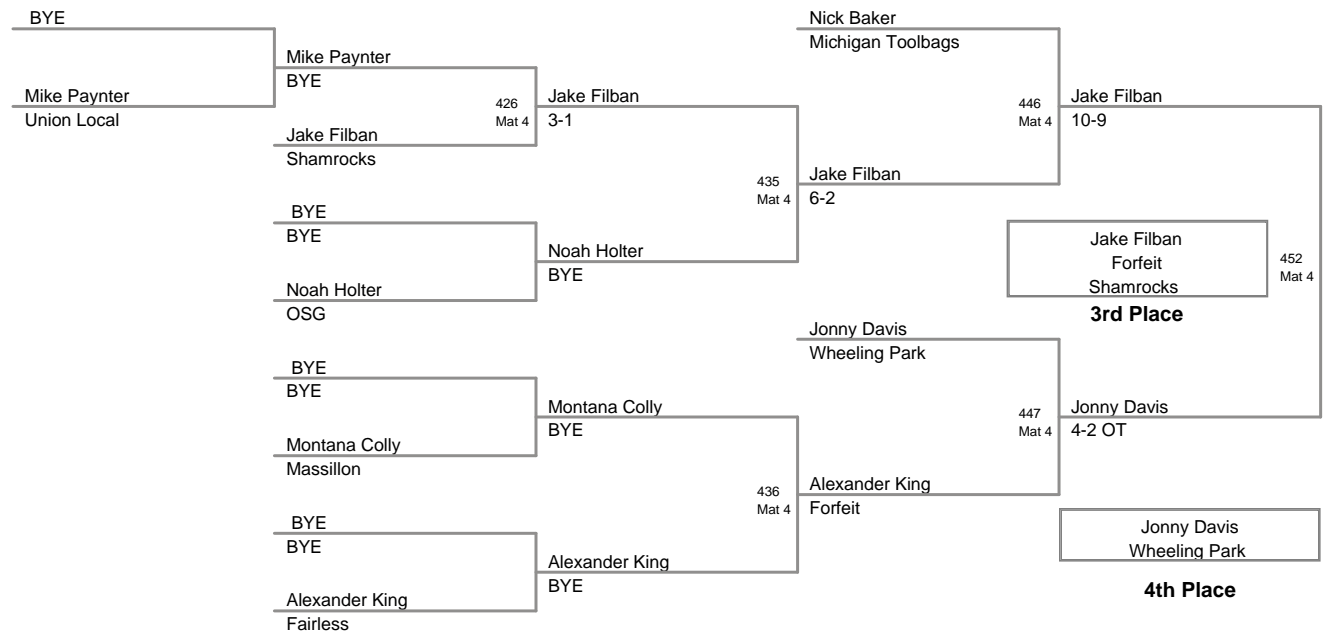 BYE
Mike Paynter
Union Local
Mike Paynter
BYE
Jake Filban
Shamrocks
BYE
BYE
Noah Holter
OSG
BYE
BYE
Montana Colly
Massillon
BYE
BYE
Alexander King
Fairless
426
Mat 4
Jake Filban
3-1
Noah Holter
BYE
Montana Colly
BYE
Alexander King
BYE
435
Mat 4
436
Mat 4
Nick Baker
Michigan Toolbags
Jake Filban
6-2
Jonny Davis
Wheeling Park
Alexander King
Forfeit
446
Mat 4
447
Mat 4
Jake Filban
10-9
Jonny Davis
4-2 OT
452
Mat 4
Jake Filban
Forfeit
Shamrocks
3rd Place
Jonny Davis
Wheeling Park
4th Place